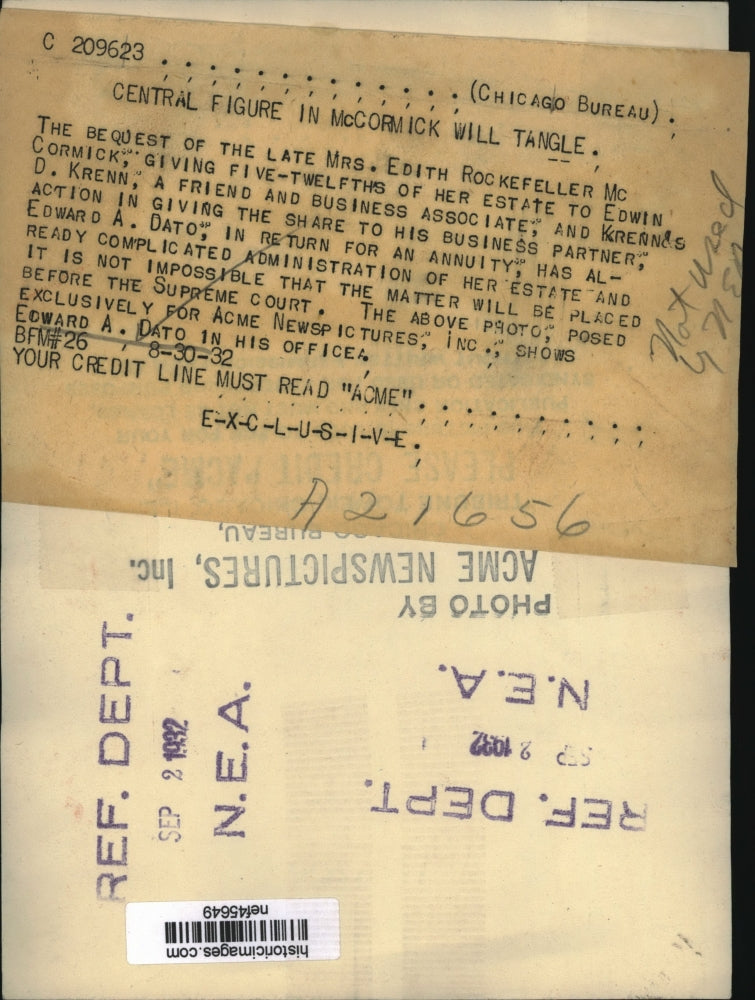 C 209623 . . . . . . . . . . . . . (CHICAGO BUREAU).
CENTRAL FIGURE IN McCORMICK WILL TANGLE.
THE BEQUEST OF THE LATE MRS. EDITH ROCKEFELLER MC
CORMICK, GIVING FIVE-TWELFTHS OF HER ESTATE TO EDWIN
D. KRENN, A FRIEND AND BUSINESS ASSOCIATE, AND KRENN'S
ACTION IN GIVING THE SHARE TO HIS BUSINESS PARTNER,
EDWARD A. DATO, IN RETURN FOR AN ANNUITY, HAS AL-
READY COMPLICATED ADMINISTRATION OF HER ESTATE AND
IT IS NOT IMPOSSIBLE THAT THE MATTER WILL BE PLACED
BEFORE THE SUPREME COURT. THE ABOVE PHOTO, POSED
EXCLUSIVELY FOR ACME NEWSPICTURES, INC., SHOWS
EDWARD A. DATO IN HIS OFFICE.
BFM#26 8-30-32
YOUR CREDIT LINE MUST READ "ACME". . . . . . . . . . .
E-X-C-L-U-S-I-V-E.
Not used
A21656
PLEASE CREDIT ACME
BUREAU,
ACME NEWSPICTURES, Inc.
PHOTO BY
REF. DEPT.
SEP 2 1932
N.E.A.
N.E.A.
SEP 2 1932
REF. DEPT.
nef45649
historicimages.com